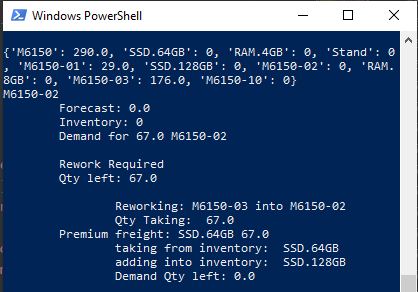 Windows PowerShell
{'M6150': 290.0, 'SSD.64GB': 0, 'RAM.4GB': 0, 'Stand': 0
, 'M6150-01': 29.0, 'SSD.128GB': 0, 'M6150-02': 0, 'RAM.
8GB': 0, 'M6150-03': 176.0, 'M6150-10': 0}
M6150-02
Forecast: 0.0
Inventory: 0
Demand for 67.0 M6150-02
Rework Required
Qty left: 67.0
Reworking: M6150-03 into M6150-02
Qty Taking:  67.0
Premium freight: SSD.64GB 67.0
taking from inventory:  SSD.64GB
adding into inventory:  SSD.128GB
Demand Qty left: 0.0